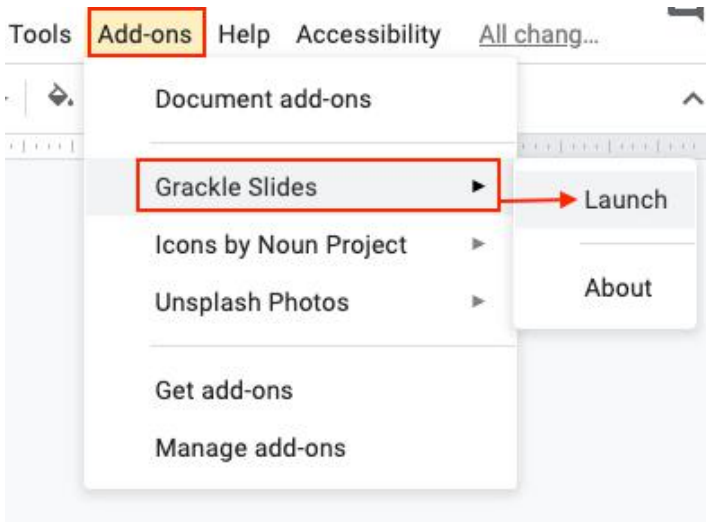 Tools Add-ons Help Accessibility All chang...
Document add-ons
Grackle Slides
Launch
Icons by Noun Project
About
Unsplash Photos
Get add-ons
Manage add-ons